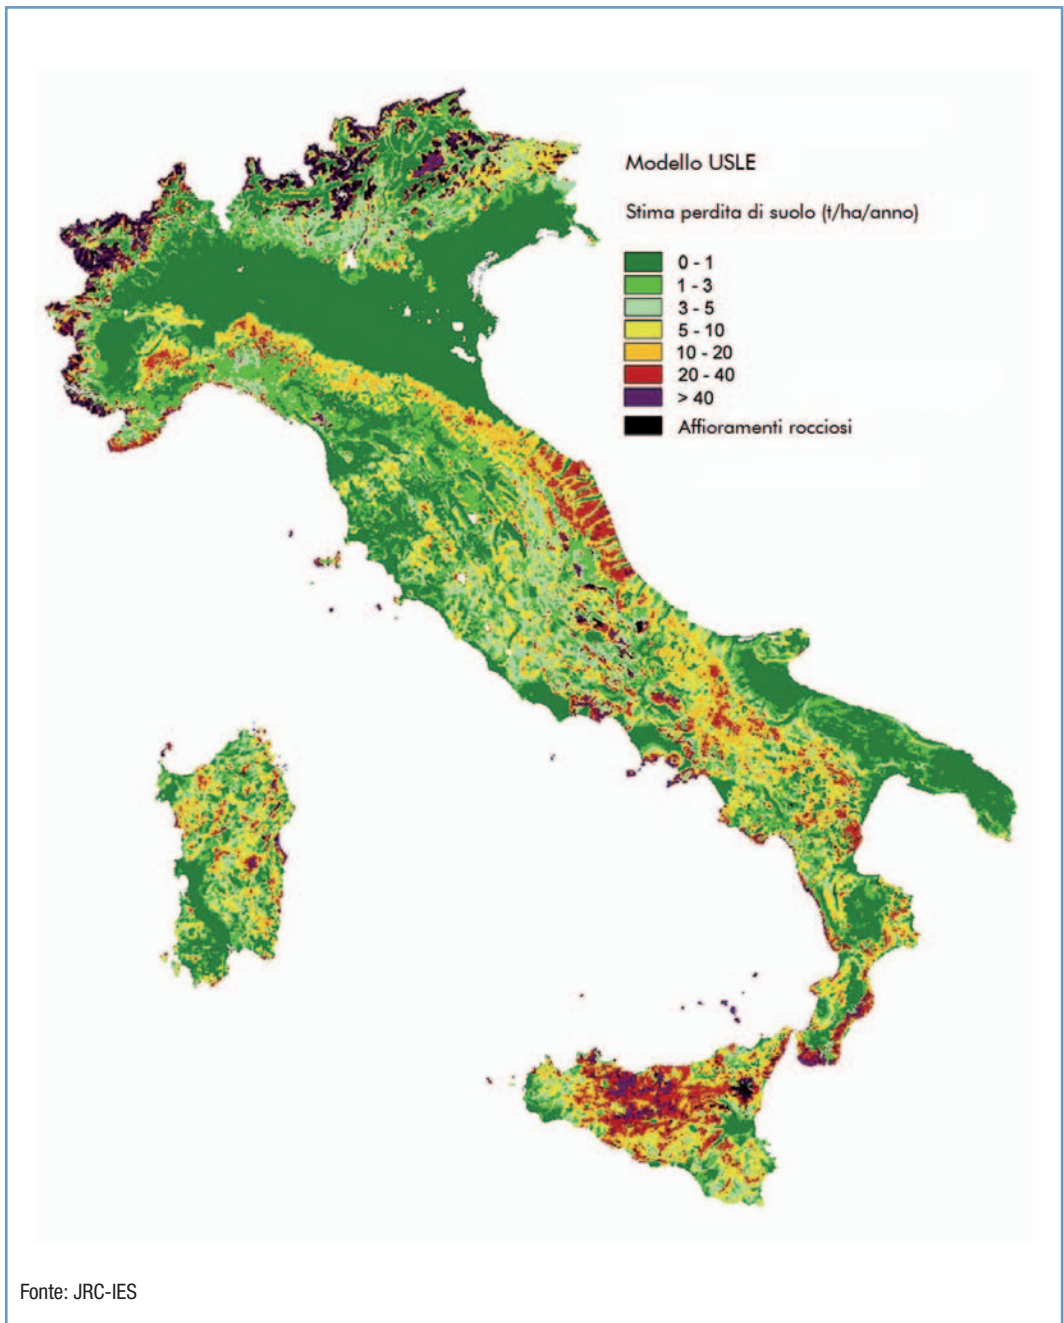 Modello USLE
Stima perdita di suolo (t/ha/anno)
0 - 1
1 - 3
3 - 5
5 - 10
10 - 20
20 - 40
> 40
Affioramenti rocciosi
Fonte: JRC-IES